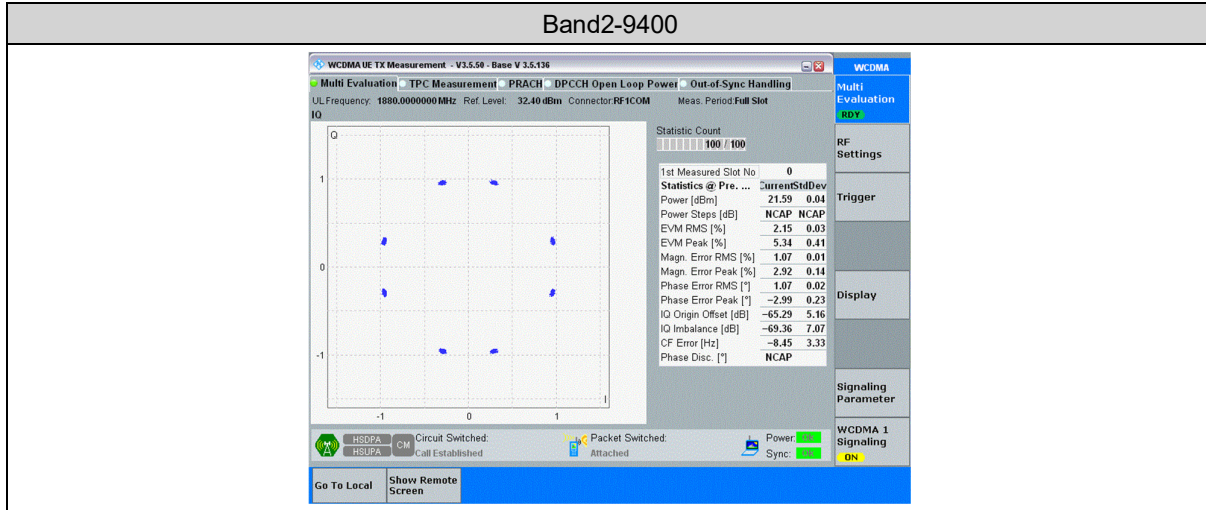 Band2-9400
WCDMA UE TX Measurement - V3.5.50 - Base V 3.5.136
WCDMA
Multi Evaluation TPC Measurement PRACH DPCCH Open Loop Power Out-of-Sync Handling
Multi
Evaluation
RDY
UL Frequency: 1880.0000000 MHz Ref. Level: 32.40 dBm Connector:RF1COM Meas. Period:Full Slot
IQ
Q
1
0
-1
-1 0 1
I
Statistic Count
100 / 100
1st Measured Slot No 0
Statistics @ Pre. ... CurrentStdDev
Power [dBm] 21.59 0.04
Power Steps [dB] NCAP NCAP
EVM RMS [%] 2.15 0.03
EVM Peak [%] 5.34 0.41
Magn. Error RMS [%] 1.07 0.01
Magn. Error Peak [%] 2.92 0.14
Phase Error RMS [°] 1.07 0.02
Phase Error Peak [°] −2.99 0.23
IQ Origin Offset [dB] −65.29 5.16
IQ Imbalance [dB] −69.36 7.07
CF Error [Hz] −8.45 3.33
Phase Disc. [°] NCAP
RF
Settings
Trigger
Display
Signaling
Parameter
WCDMA 1
Signaling
ON
HSDPA
HSUPA
CM
Circuit Switched:
Call Established
Packet Switched:
Attached
Power: OK
Sync: OK
Go To Local
Show Remote
Screen